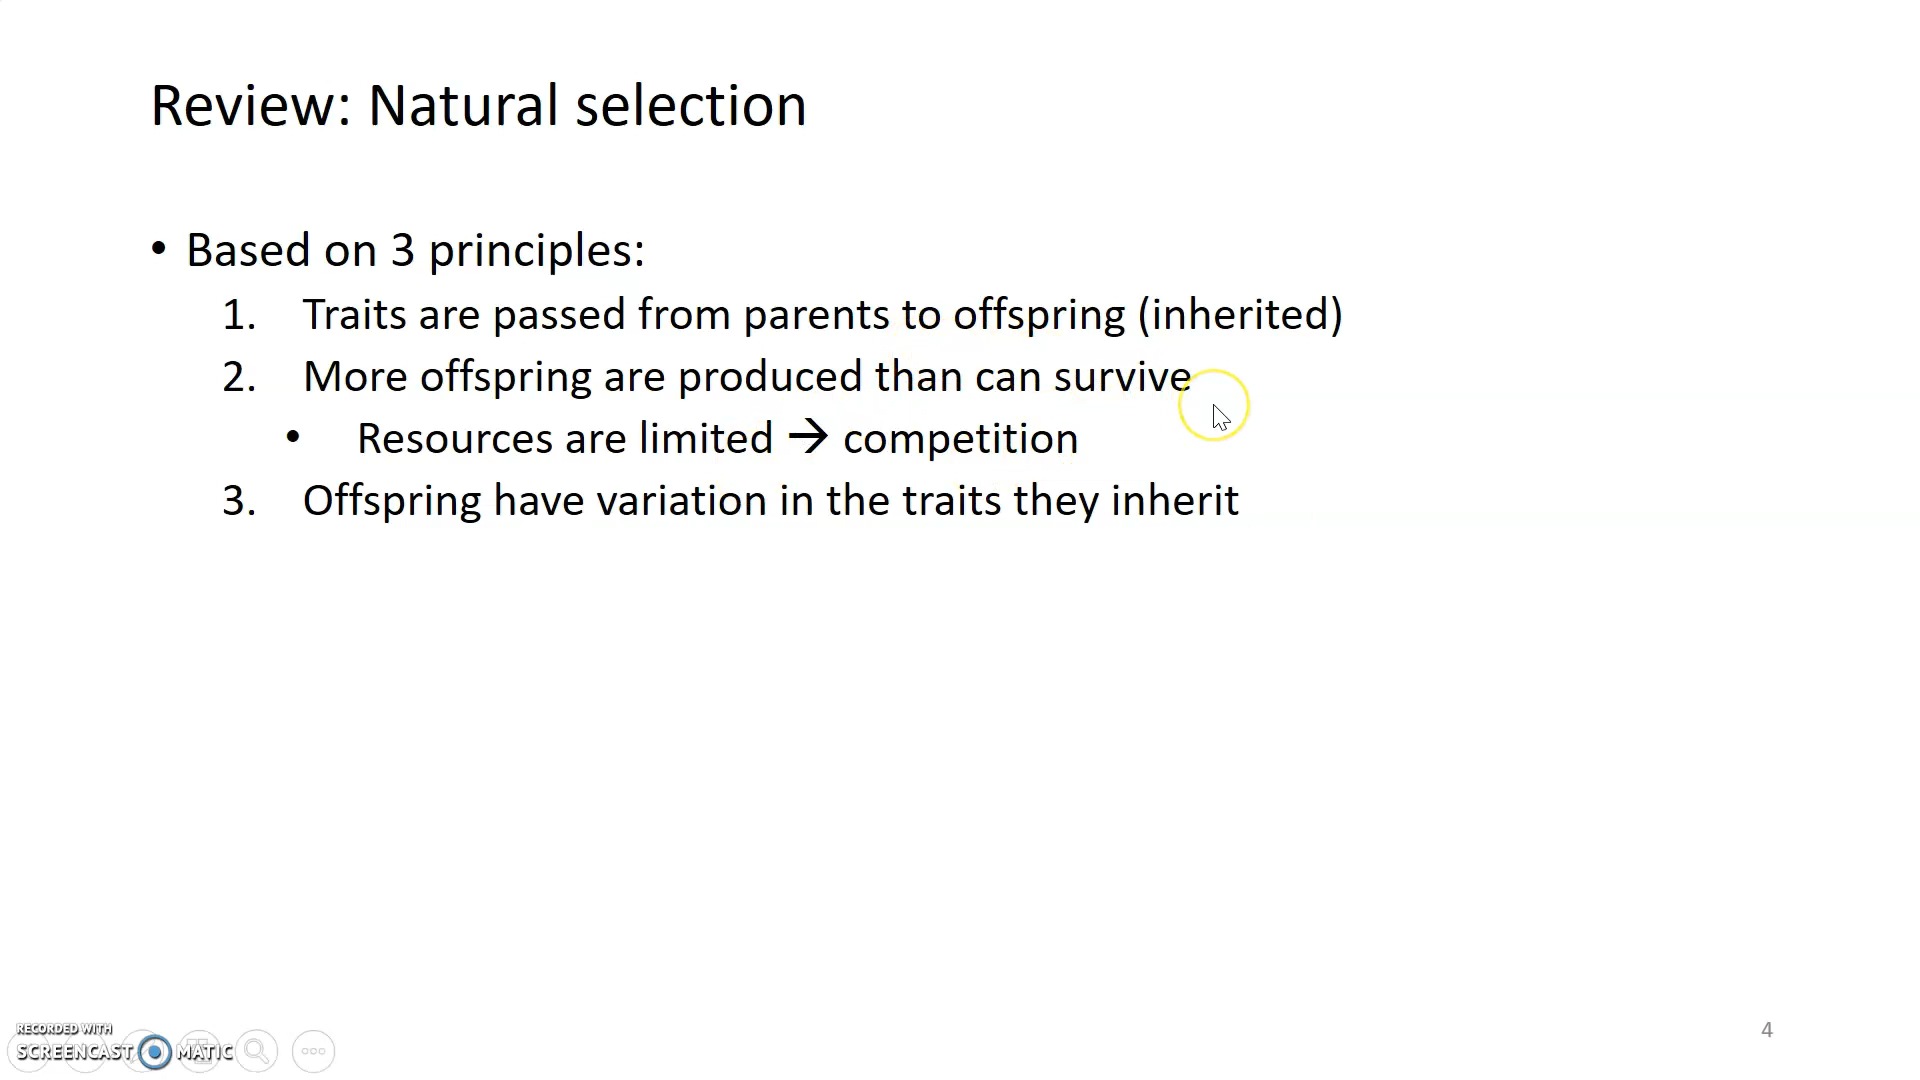 Review: Natural selection
• Based on 3 principles:
1. Traits are passed from parents to offspring (inherited)
2. More offspring are produced than can survive
• Resources are limited → competition
3. Offspring have variation in the traits they inherit
4
RECORDED WITH
SCREENCAST MATIC